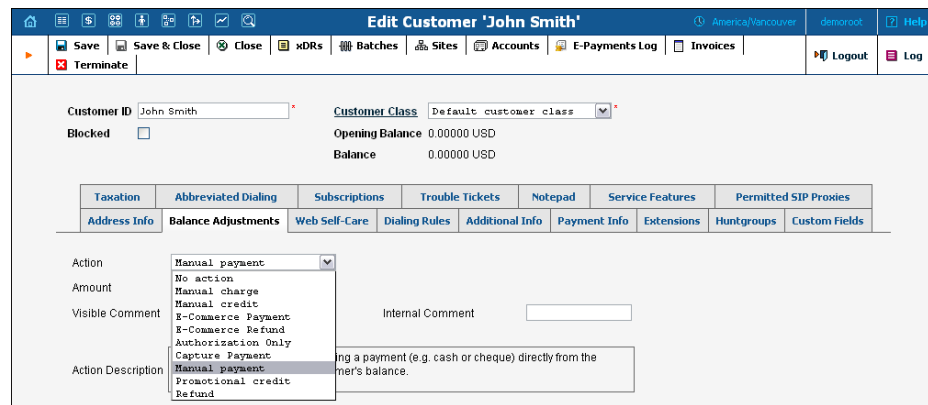 Edit Customer 'John Smith'
America/Vancouver
demoroot
? Help
Save
Save & Close
Close
xDRs
Batches
Sites
Accounts
E-Payments Log
Invoices
Terminate
Logout
Log
Customer ID John Smith *
Customer Class Default customer class *
Blocked
Opening Balance 0.00000 USD
Balance 0.00000 USD
Taxation Abbreviated Dialing Subscriptions Trouble Tickets Notepad Service Features Permitted SIP Proxies
Address Info Balance Adjustments Web Self-Care Dialing Rules Additional Info Payment Info Extensions Huntgroups Custom Fields
Action Manual payment
No action
Manual charge
Manual credit
E-Commerce Payment
E-Commerce Refund
Authorization Only
Capture Payment
Manual payment
Promotional credit
Refund
Amount
Visible Comment
Internal Comment
Action Description
ing a payment (e.g. cash or cheque) directly from the
mer's balance.